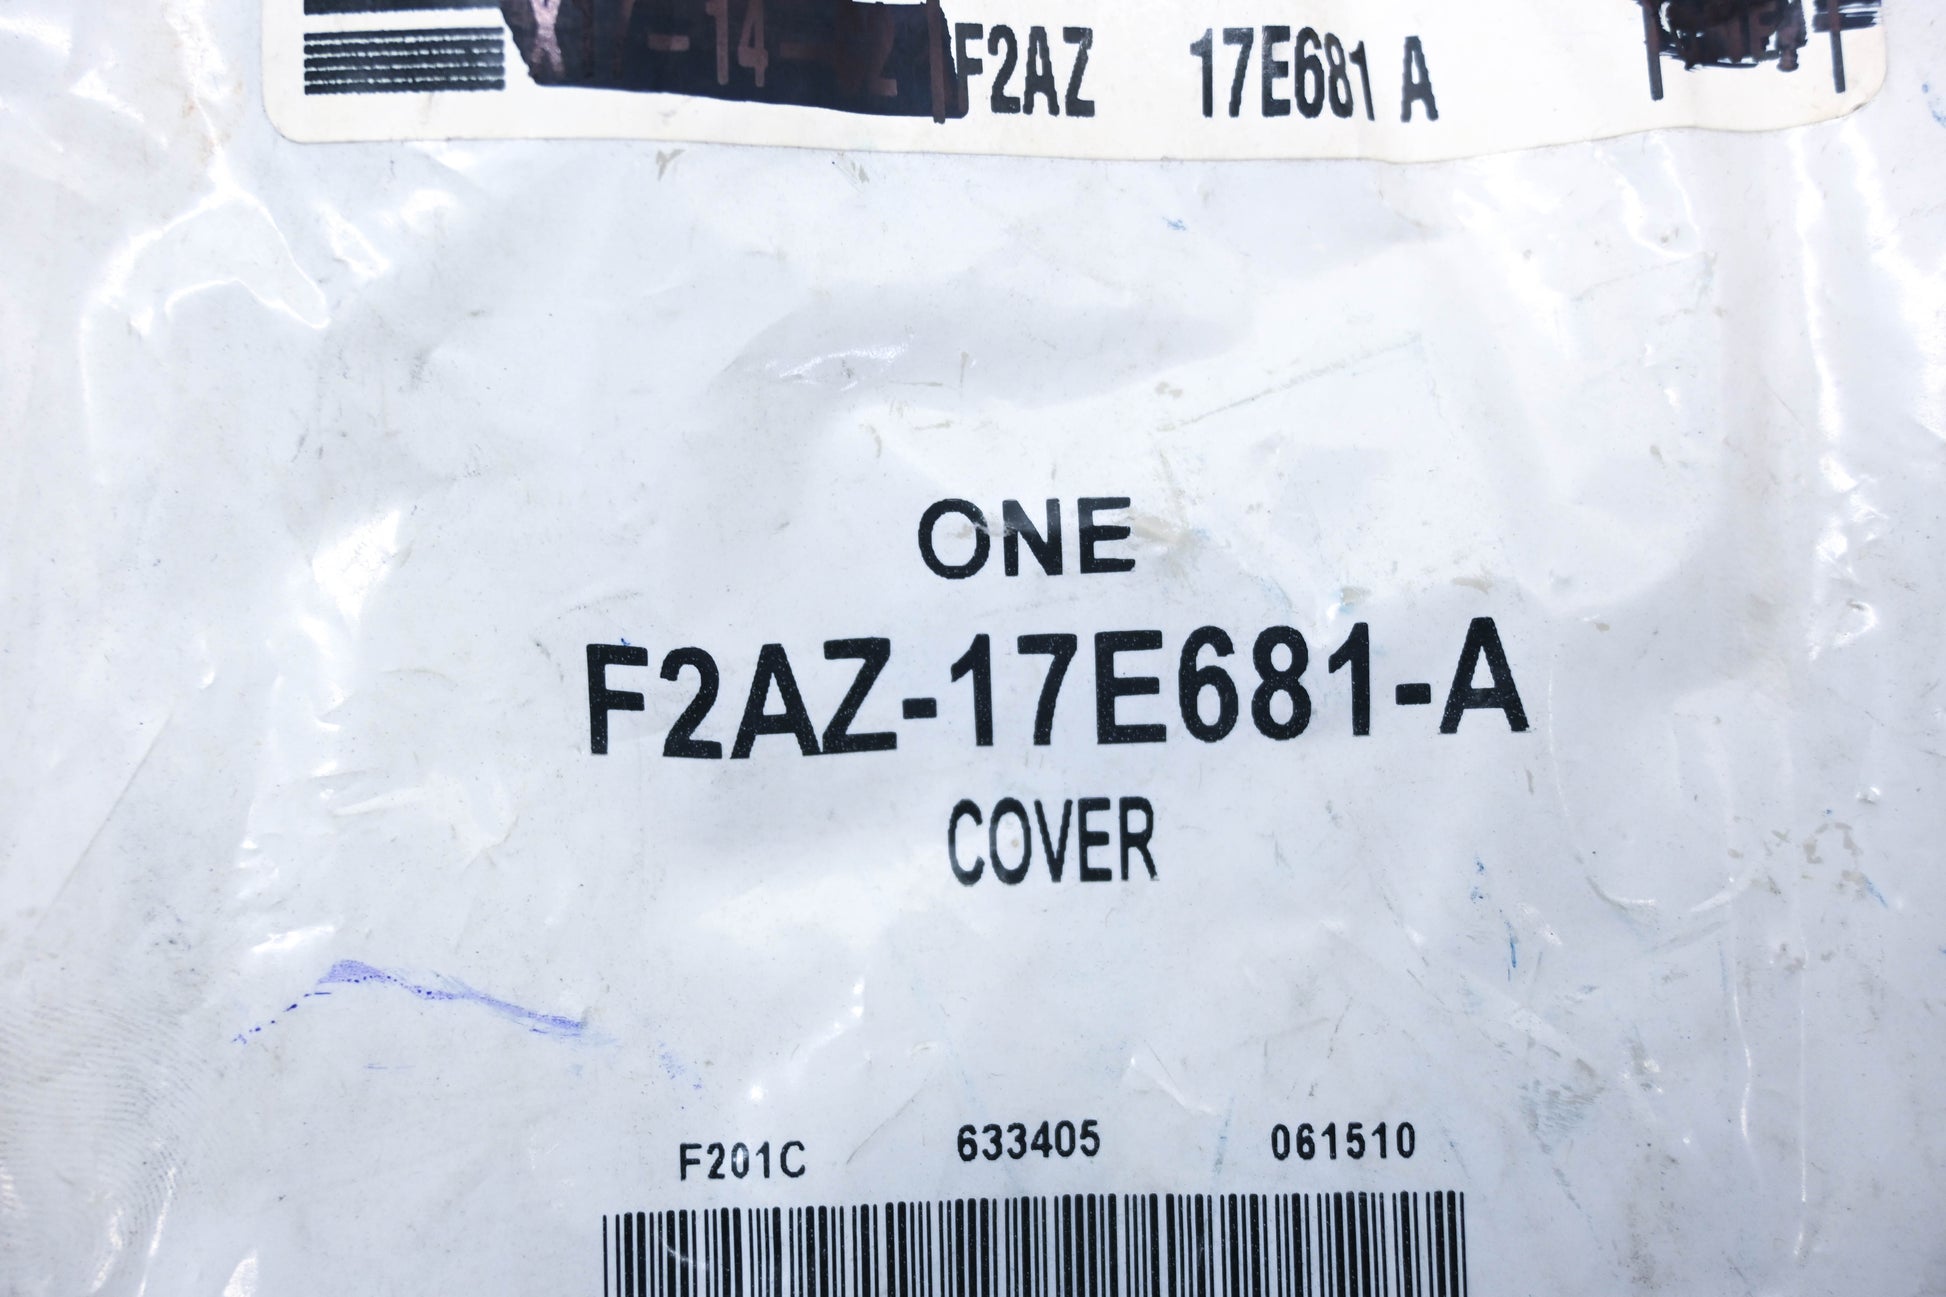 F2AZ 17E681 A
ONE
F2AZ-17E681-A
COVER
F201C 633405 061510